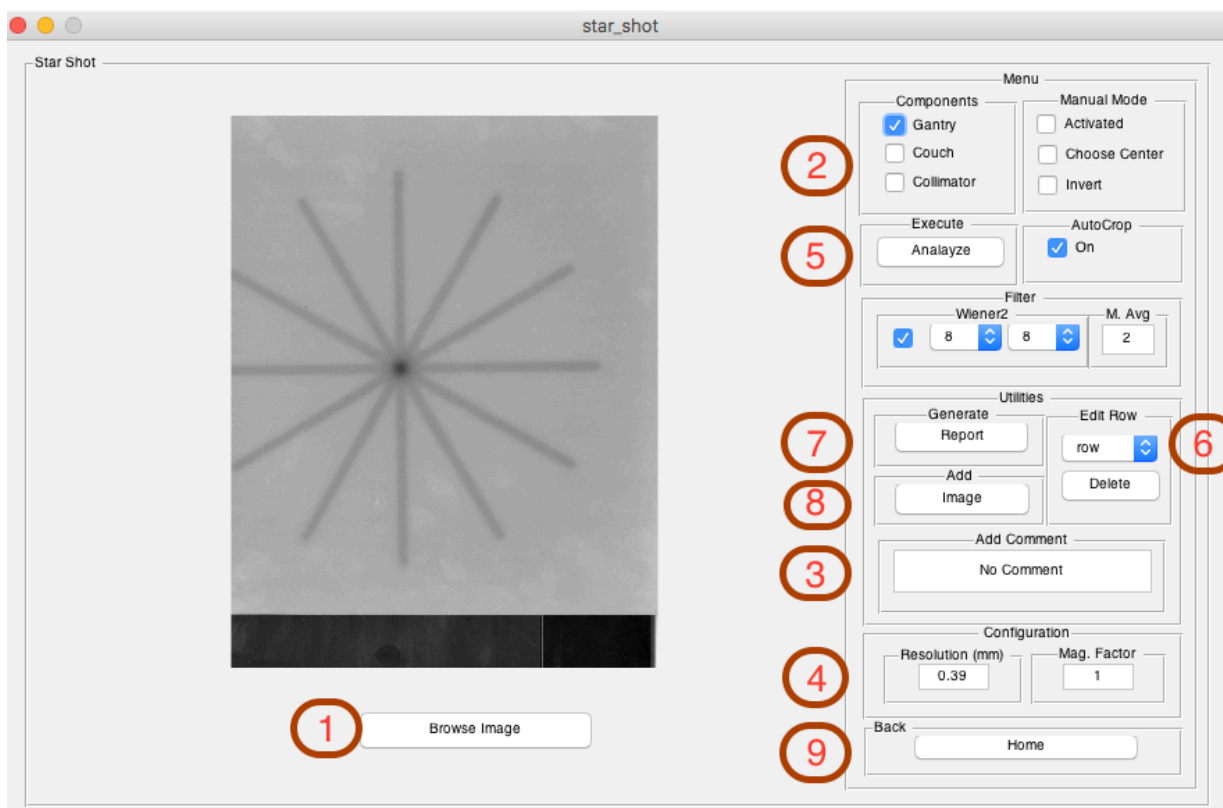 star_shot
Star Shot
Menu
Components
Manual Mode
Gantry
Activated
2
Couch
Choose Center
Collimator
Invert
Execute
AutoCrop
5
Analayze
On
Filter
Wiener2
M. Avg
8
8
2
Utilities
Generate
Edit Row
7
Report
row
6
Add
8
Image
Delete
Add Comment
3
No Comment
Configuration
Resolution (mm)
Mag. Factor
4
0.39
1
1
Browse Image
Back
9
Home